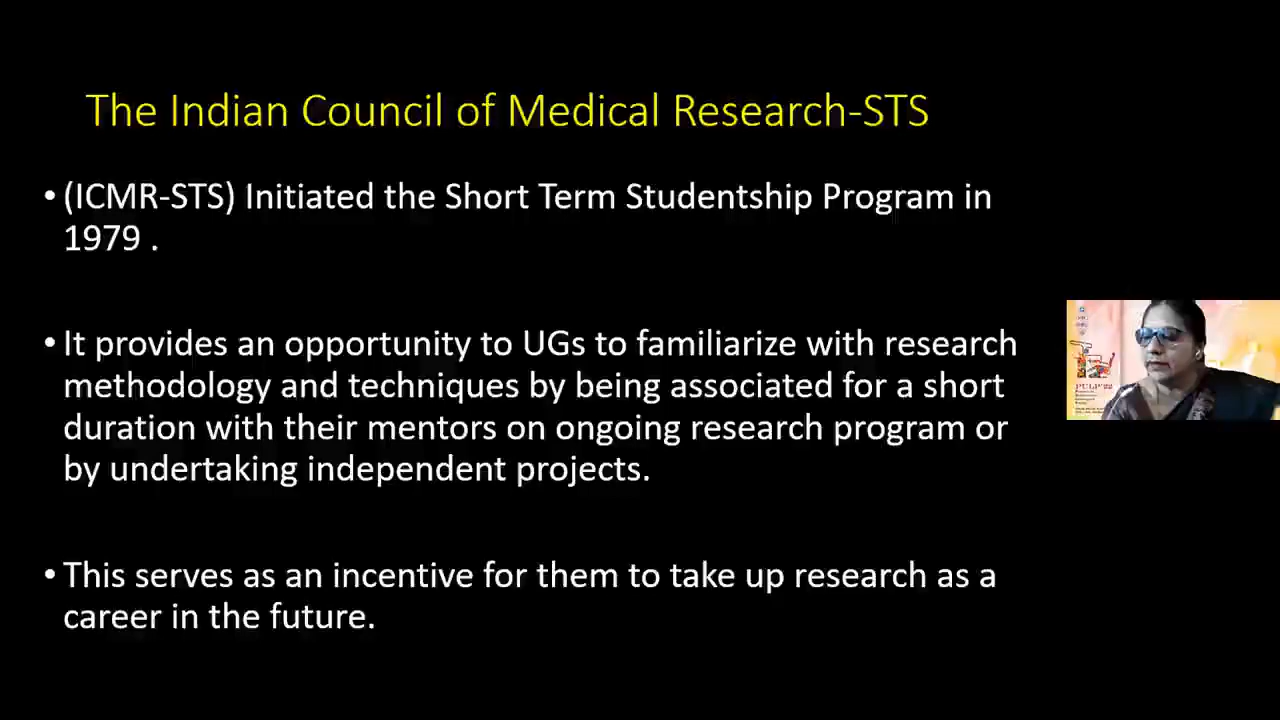 The Indian Council of Medical Research-STS
• (ICMR-STS) Initiated the Short Term Studentship Program in
1979 .
• It provides an opportunity to UGs to familiarize with research
methodology and techniques by being associated for a short
duration with their mentors on ongoing research program or
by undertaking independent projects.
• This serves as an incentive for them to take up research as a
career in the future.